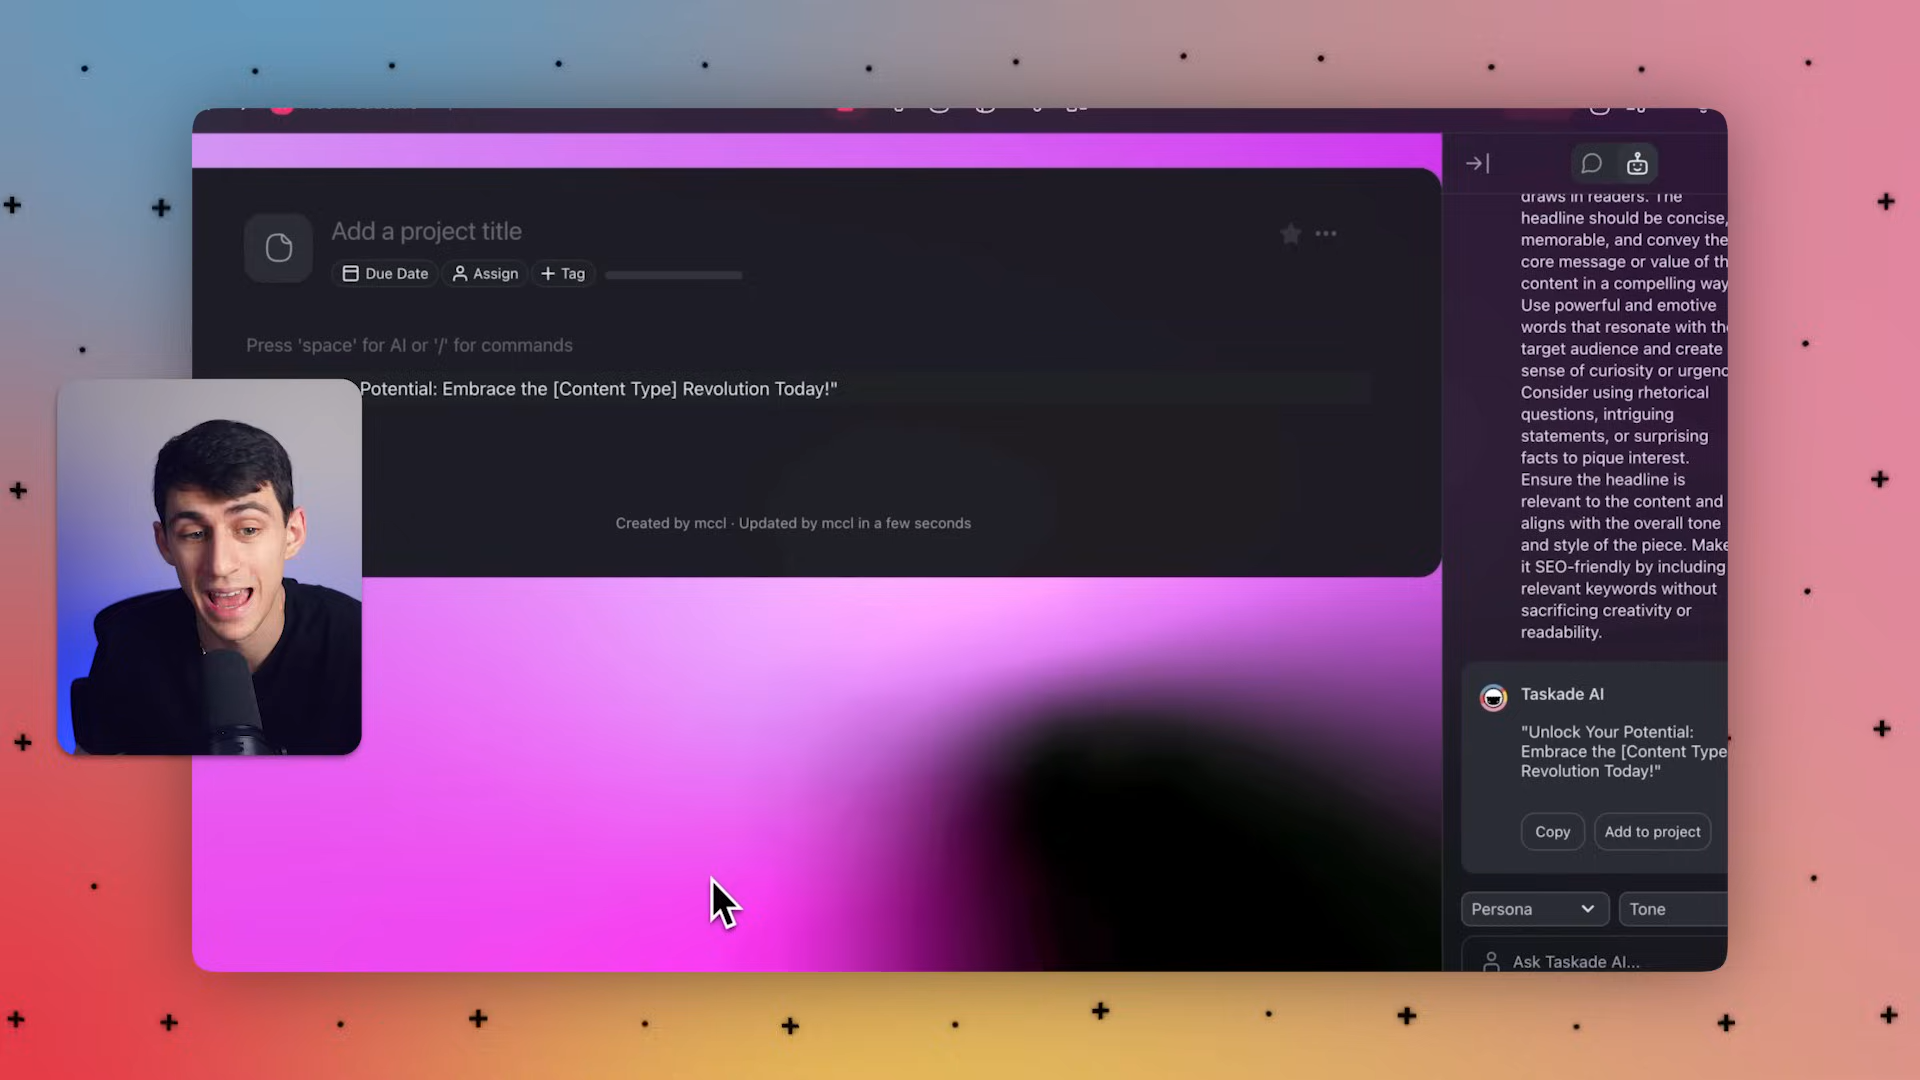 Add a project title
Due Date
Assign
+ Tag
Press 'space' for AI or '/' for commands
Potential: Embrace the [Content Type] Revolution Today!"
Created by mccl · Updated by mccl in a few seconds
draws in readers. The
headline should be concise,
memorable, and convey the
core message or value of th
content in a compelling way
Use powerful and emotive
words that resonate with the
target audience and create
sense of curiosity or urgenc
Consider using rhetorical
questions, intriguing
statements, or surprising
facts to pique interest.
Ensure the headline is
relevant to the content and
aligns with the overall tone
and style of the piece. Make
it SEO-friendly by including
relevant keywords without
sacrificing creativity or
readability.
Taskade AI
"Unlock Your Potential:
Embrace the [Content Type
Revolution Today!"
Copy
Add to project
Persona
Tone
Ask Taskade AI...